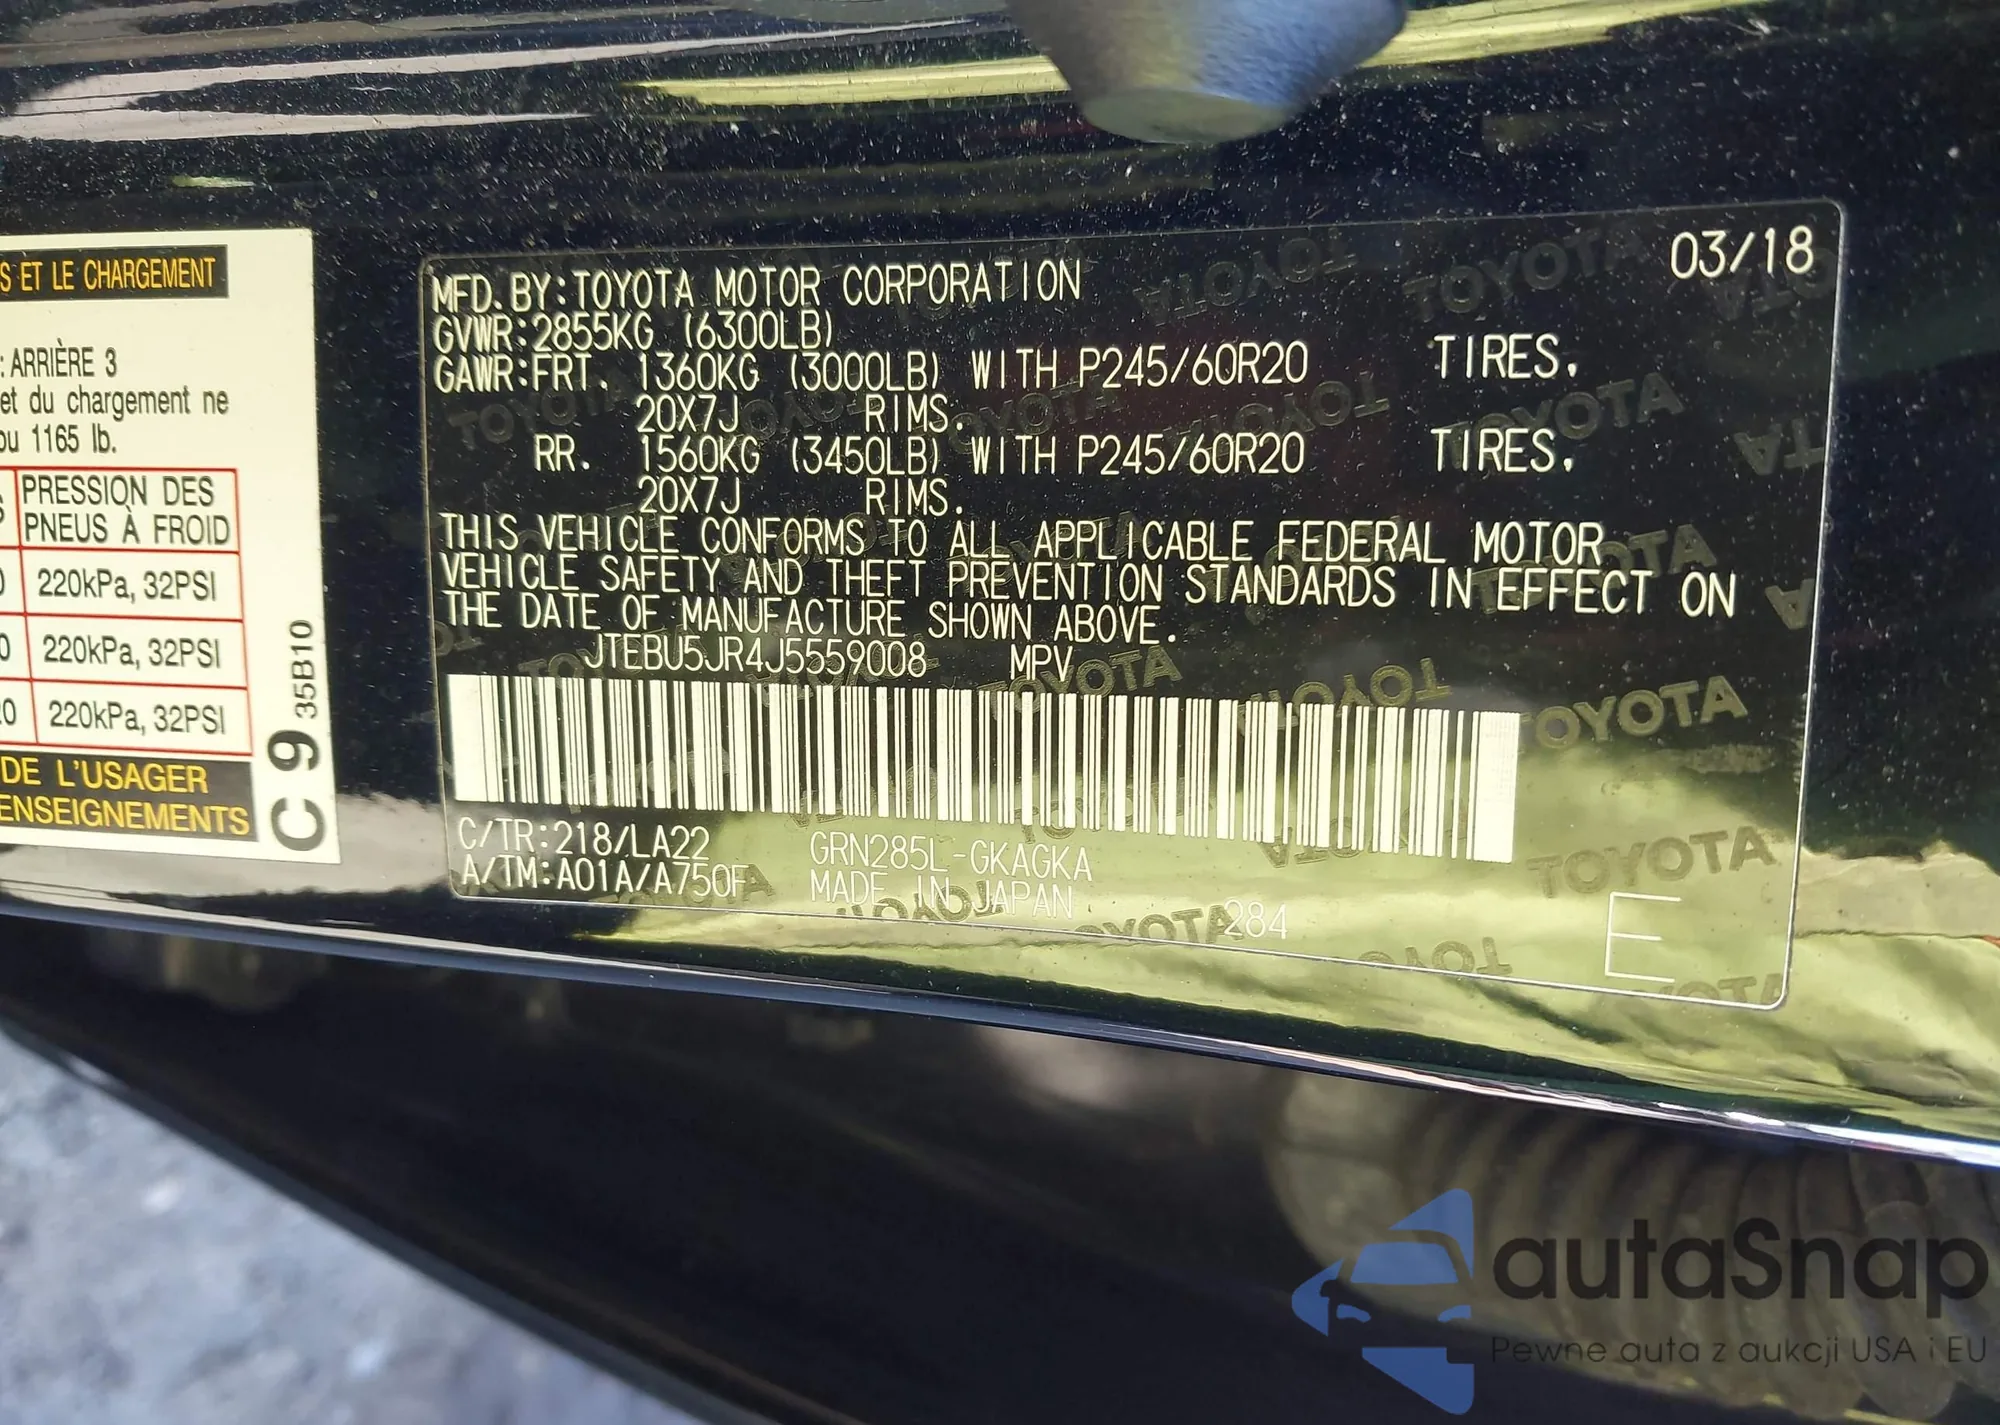 S ET LE CHARGEMENT
: ARRIÈRE 3
et du chargement ne
ou 1165 lb.
PRESSION DES
PNEUS À FROID
220kPa, 32PSI
0 220kPa, 32PSI
20 220kPa, 32PSI
DE L'USAGER
ENSEIGNEMENTS
C 9 35B10
03/18
MFD. BY: TOYOTA MOTOR CORPORATION
GVWR: 2855KG (6300LB)
GAWR: FRT. 1360KG (3000LB) WITH P245/60R20 TIRES,
20X7J RIMS.
RR. 1560KG (3450LB) WITH P245/60R20 TIRES,
20X7J RIMS.
THIS VEHICLE CONFORMS TO ALL APPLICABLE FEDERAL MOTOR
VEHICLE SAFETY AND THEFT PREVENTION STANDARDS IN EFFECT ON
THE DATE OF MANUFACTURE SHOWN ABOVE.
JTEBU5JR4J5559008 MPV
C/TR: 218/LA22 GRN285L-GKAGKA
A/TM: A01A/A750F MADE IN JAPAN
284
E
autaSnap
Pewne auta z aukcji USA i EU